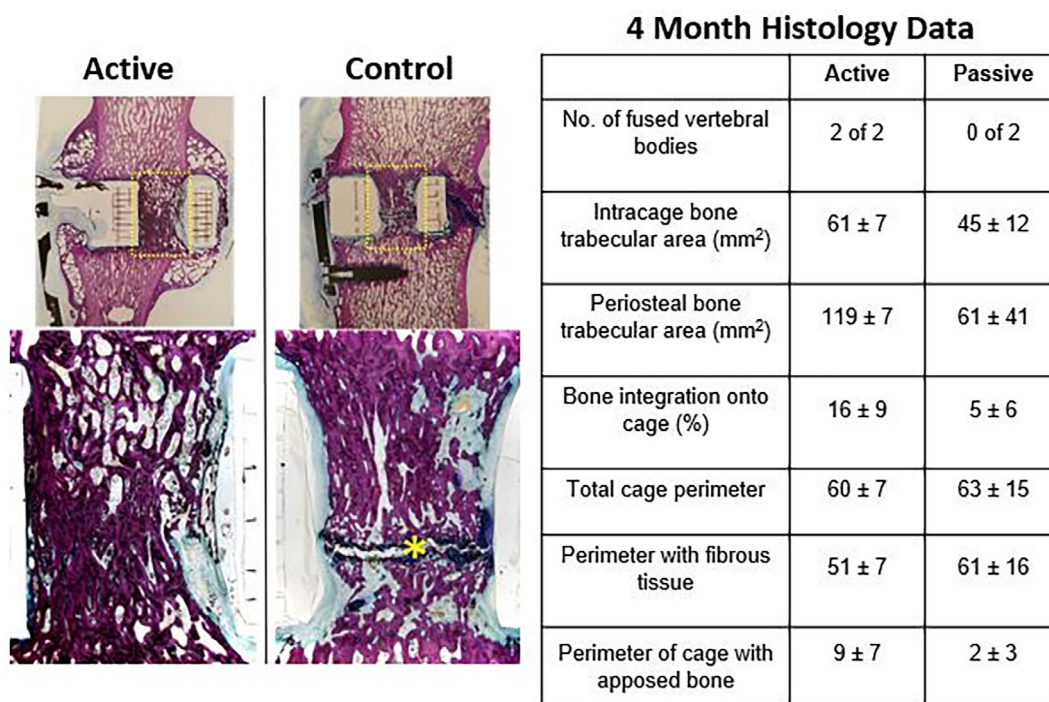 Active
Control
4 Month Histology Data
Active Passive
No. of fused vertebral
bodies
2 of 2 0 of 2
Intracage bone
trabecular area (mm²)
61 ± 7 45 ± 12
Periosteal bone
trabecular area (mm²)
119 ± 7 61 ± 41
Bone integration onto
cage (%)
16 ± 9 5 ± 6
Total cage perimeter
60 ± 7 63 ± 15
Perimeter with fibrous
tissue
51 ± 7 61 ± 16
Perimeter of cage with
apposed bone
9 ± 7 2 ± 3
*